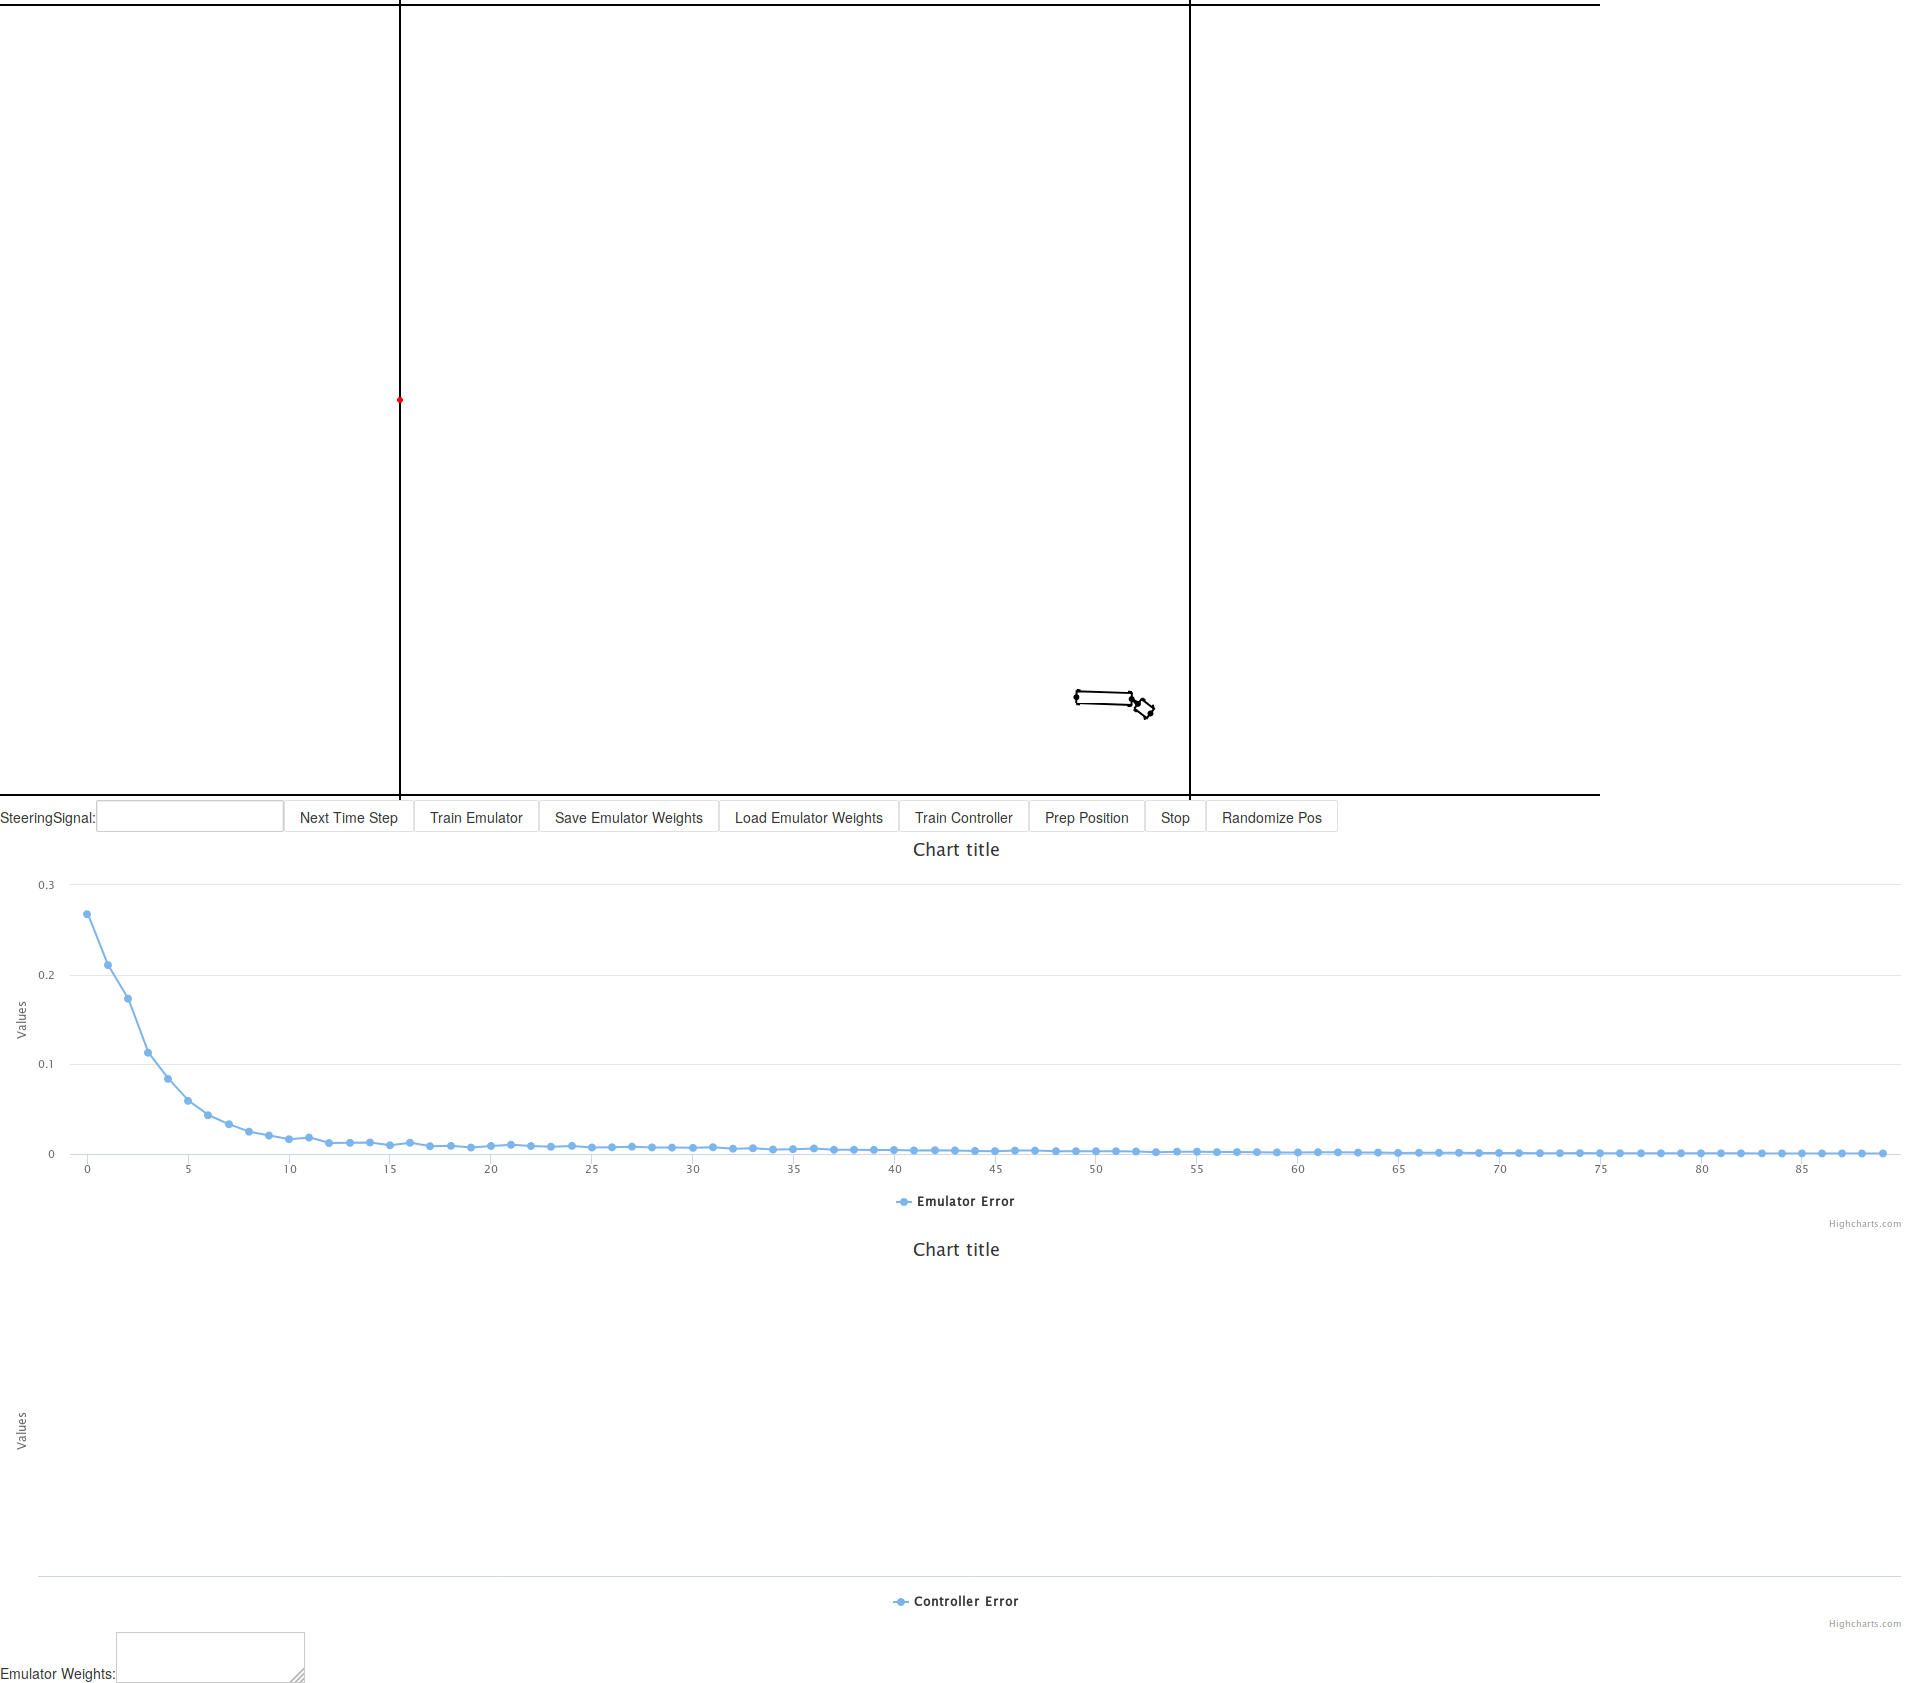 SteeringSignal: Next Time Step Train Emulator Save Emulator Weights Load Emulator Weights Train Controller Prep Position Stop Randomize Pos
Chart title
0.3
0.2
0.1
0
Values
0 5 10 15 20 25 30 35 40 45 50 55 60 65 70 75 80 85
Emulator Error
Highcharts.com
Chart title
Values
Controller Error
Highcharts.com
Emulator Weights: